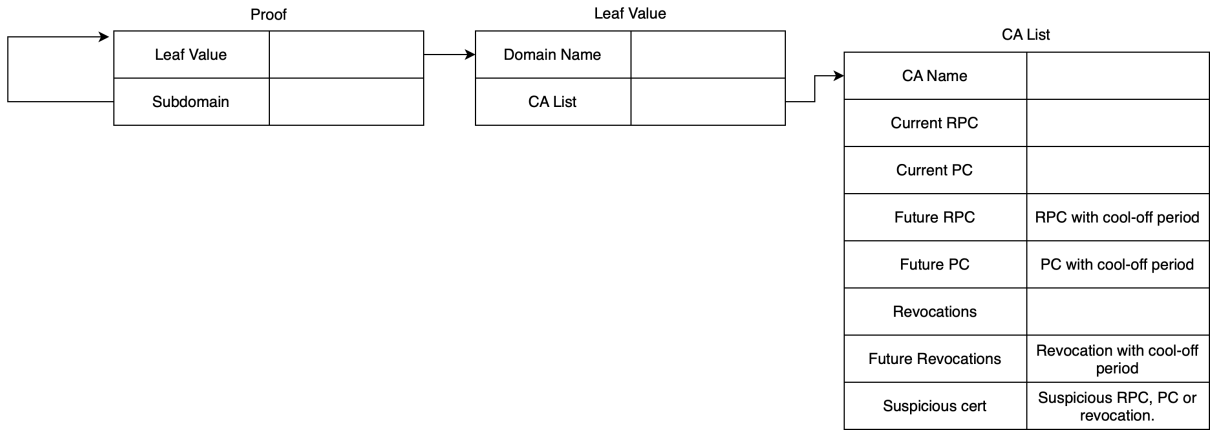 Proof
Leaf Value
Subdomain
Leaf Value
Domain Name
CA List
CA List
CA Name
Current RPC
Current PC
Future RPC
RPC with cool-off period
Future PC
PC with cool-off period
Revocations
Future Revocations
Revocation with cool-off
period
Suspicious cert
Suspicious RPC, PC or
revocation.